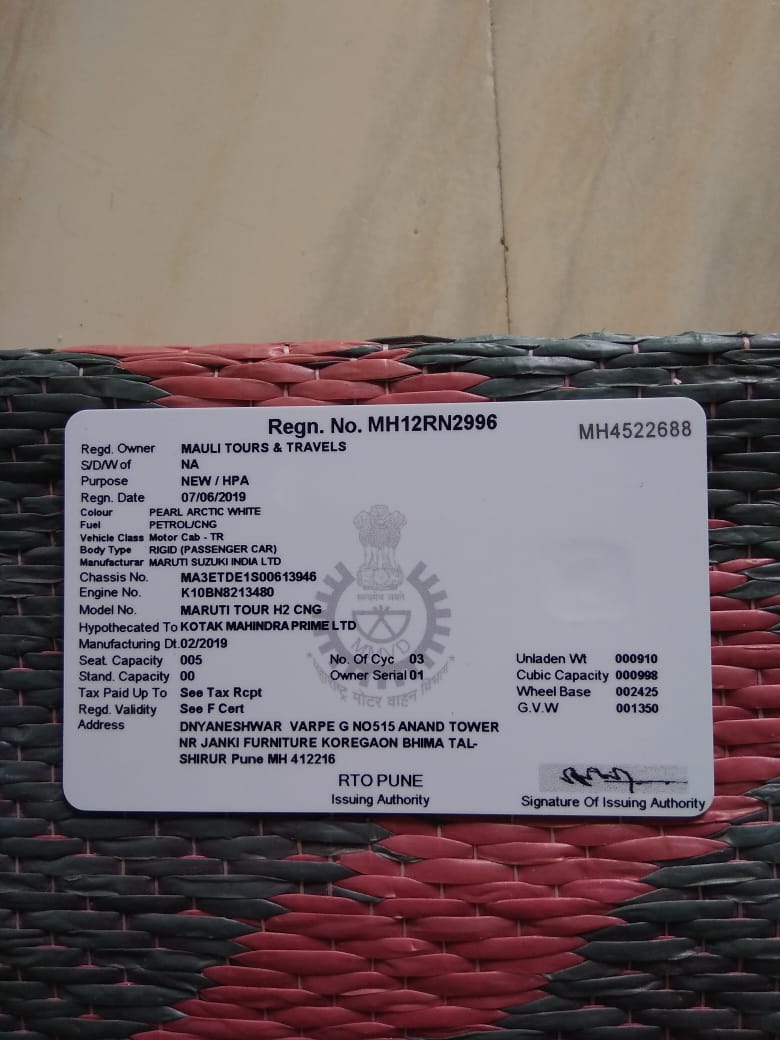 Regn. No. MH12RN2996
MH4522688
Regd. Owner MAULI TOURS & TRAVELS
S/D/W of NA
Purpose NEW / HPA
Regn. Date 07/06/2019
Colour PEARL ARCTIC WHITE
Fuel PETROL/CNG
Vehicle Class Motor Cab - TR
Body Type RIGID (PASSENGER CAR)
Manufacturar MARUTI SUZUKI INDIA LTD
Chassis No. MA3ETDE1S00613946
Engine No. K10BN8213480
Model No. MARUTI TOUR H2 CNG
Hypothecated To KOTAK MAHINDRA PRIME LTD
Manufacturing Dt. 02/2019
Seat. Capacity 005 No. Of Cyc 03 Unladen Wt 000910
Stand. Capacity 00 Owner Serial 01 Cubic Capacity 000998
Tax Paid Up To See Tax Rcpt Wheel Base 002425
Regd. Validity See F Cert G.V.W 001350
Address DNYANESHWAR VARPE G NO515 ANAND TOWER
NR JANKI FURNITURE KOREGAON BHIMA TAL-
SHIRUR Pune MH 412216
RTO PUNE
Issuing Authority
Signature Of Issuing Authority
सत्यमेव जयते
MMVD
महाराष्ट्र मोटर वाहन विभाग